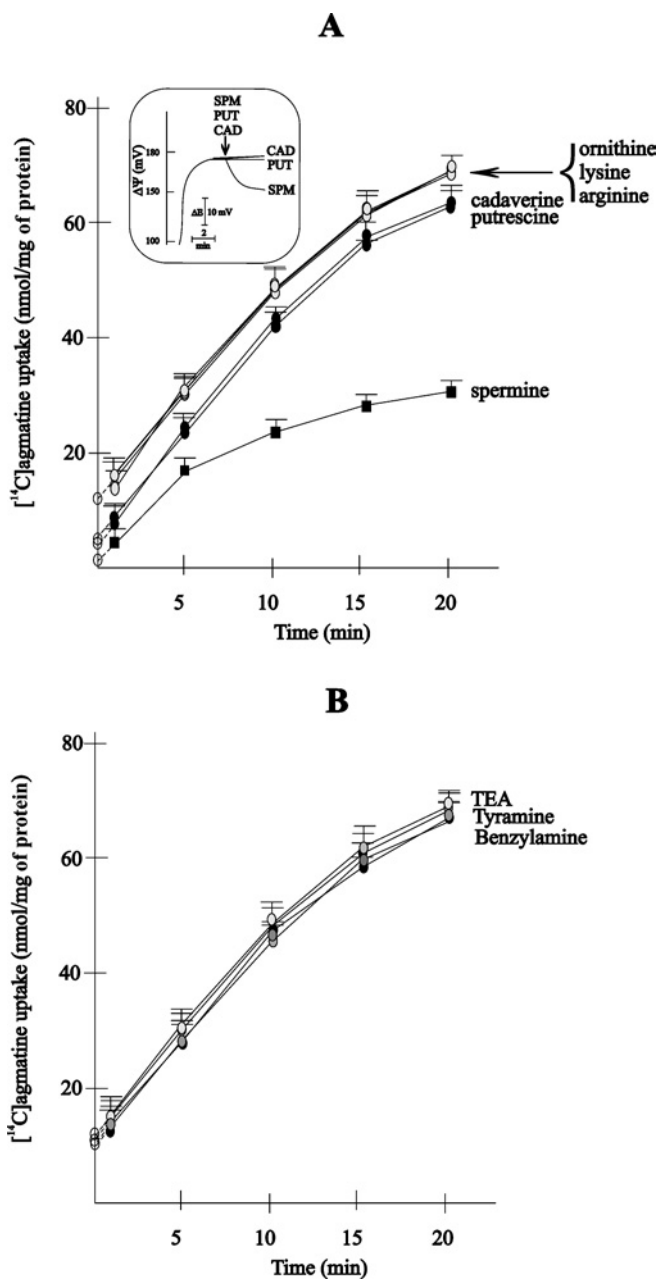 A
80
60
40
20
[¹⁴C]agmatine uptake (nmol/mg of protein)
SPM
PUT
CAD
180
150
100
ΔΨ (mV)
CAD
PUT
SPM
ΔE 10 mV
2
min
ornithine
lysine
arginine
cadaverine
putrescine
spermine
5 10 15 20
Time (min)
B
80
60
40
20
[¹⁴C]agmatine uptake (nmol/mg of protein)
TEA
Tyramine
Benzylamine
5 10 15 20
Time (min)